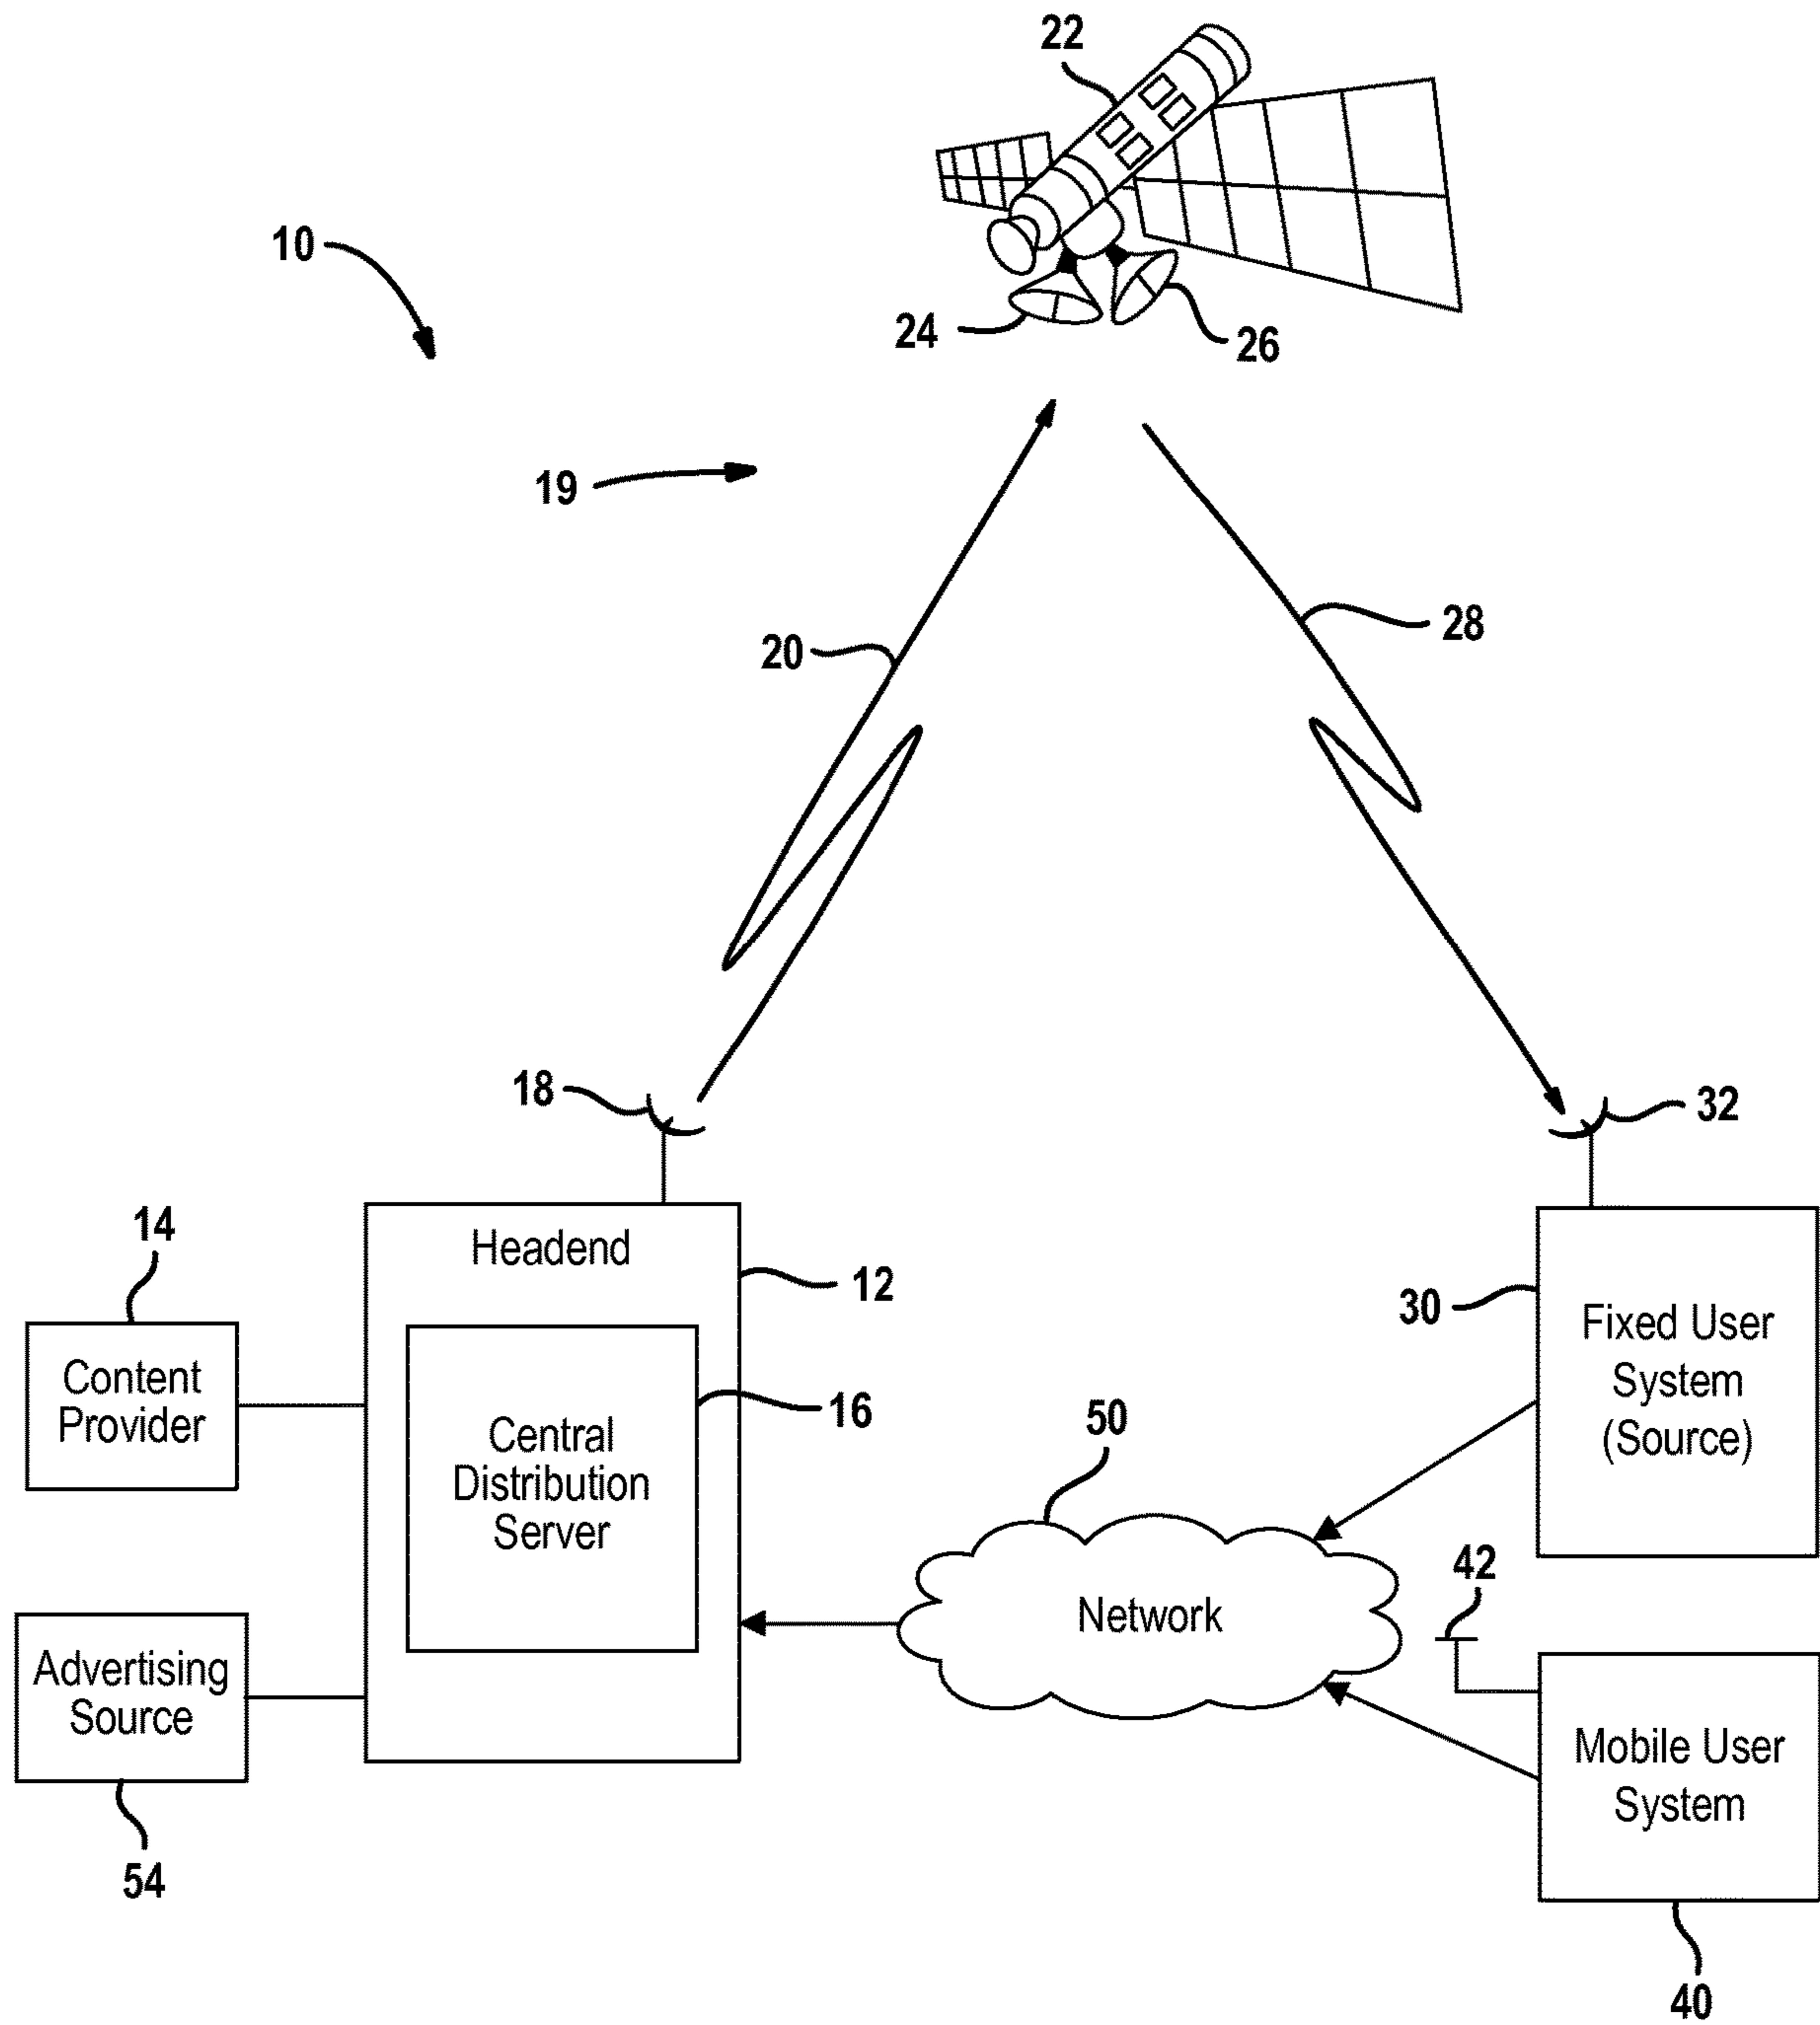 22
10
24
26
19
20
28
18
32
14
Headend
12
30
Fixed User
System
(Source)
Content
Provider
16
Central
Distribution
Server
50
42
Network
Advertising
Source
Mobile User
System
54
40